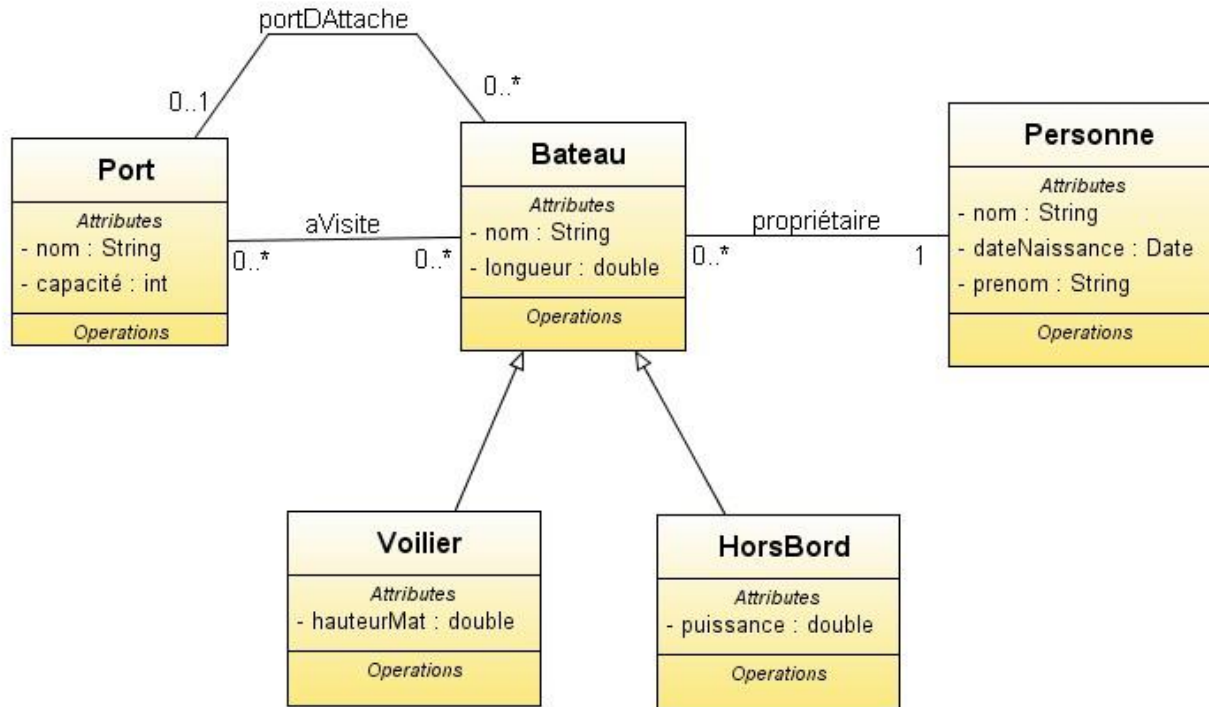 portDAttache
0..1
0..*
Port
Attributes
- nom : String
- capacité : int
Operations
aVisite
0..*
0..*
Bateau
Attributes
- nom : String
- longueur : double
Operations
propriétaire
0..*
1
Personne
Attributes
- nom : String
- dateNaissance : Date
- prenom : String
Operations
Voilier
Attributes
- hauteurMat : double
Operations
HorsBord
Attributes
- puissance : double
Operations